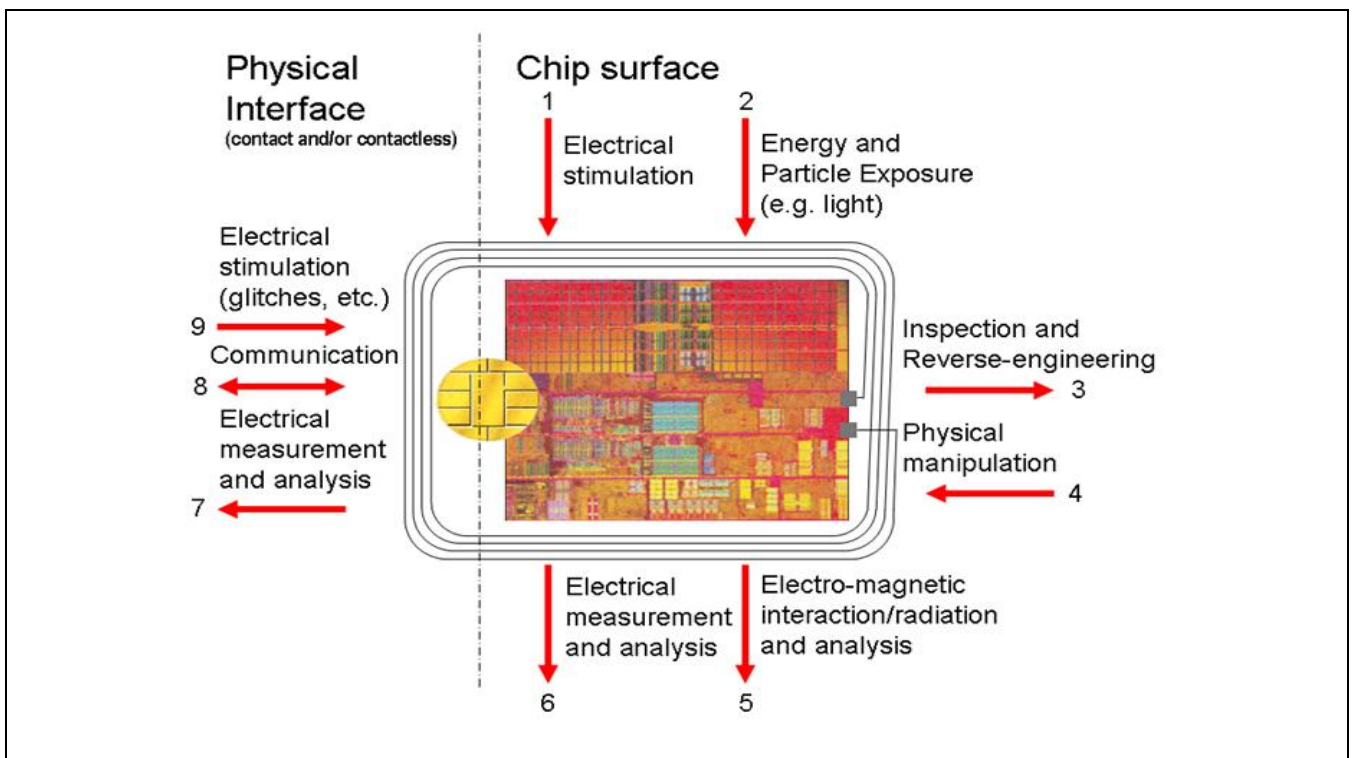 Physical
Interface
(contact and/or contactless)
Chip surface
1
Electrical
stimulation
2
Energy and
Particle Exposure
(e.g. light)
Electrical
stimulation
(glitches, etc.)
9
Communication
8
Electrical
measurement
and analysis
7
Inspection and
Reverse-engineering
3
Physical
manipulation
4
Electrical
measurement
and analysis
6
Electro-magnetic
interaction/radiation
and analysis
5